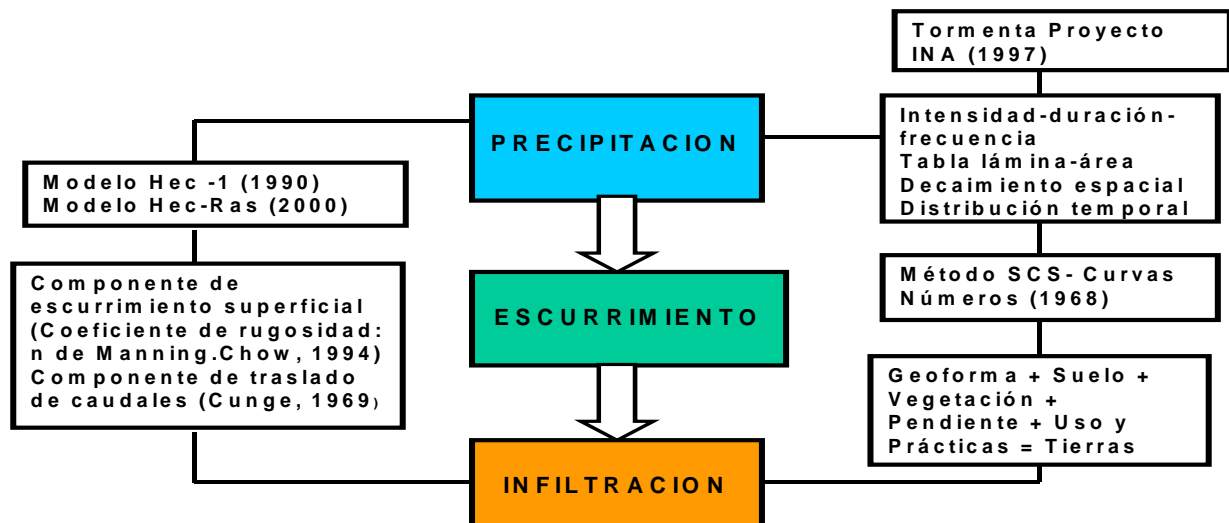 Tormenta Proyecto
INA (1997)
PRECIPITACION
Intensidad-duración-
frecuencia
Tabla lámina-área
Decaimiento espacial
Distribución temporal
Modelo Hec -1 (1990)
Modelo Hec-Ras (2000)
Componente de
escurrimiento superficial
(Coeficiente de rugosidad:
n de Manning.Chow, 1994)
Componente de traslado
de caudales (Cunge, 1969)
ESCURRIMIENTO
Método SCS- Curvas
Números (1968)
Geoforma + Suelo +
Vegetación +
Pendiente + Uso y
Prácticas = Tierras
INFILTRACION